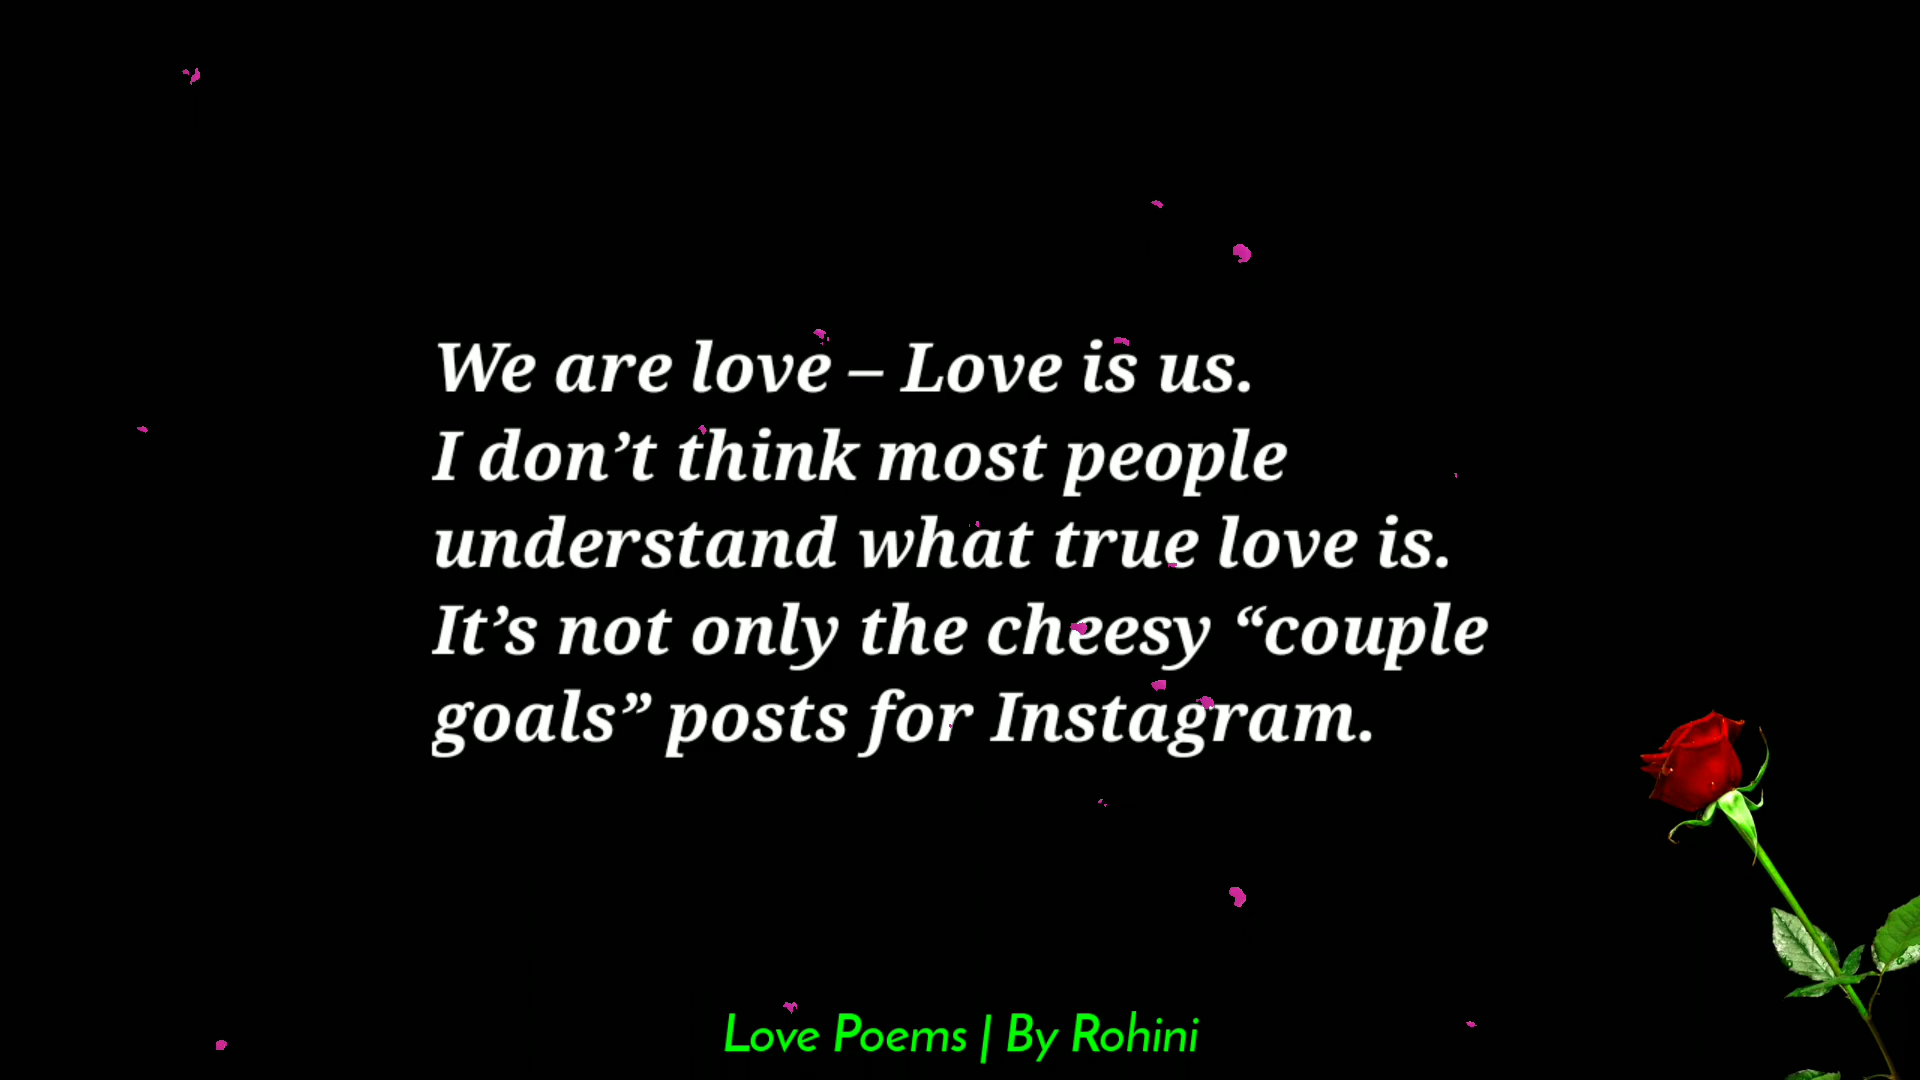 We are love – Love is us.
I don’t think most people
understand what true love is.
It’s not only the cheesy “couple
goals” posts for Instagram.
Love Poems | By Rohini